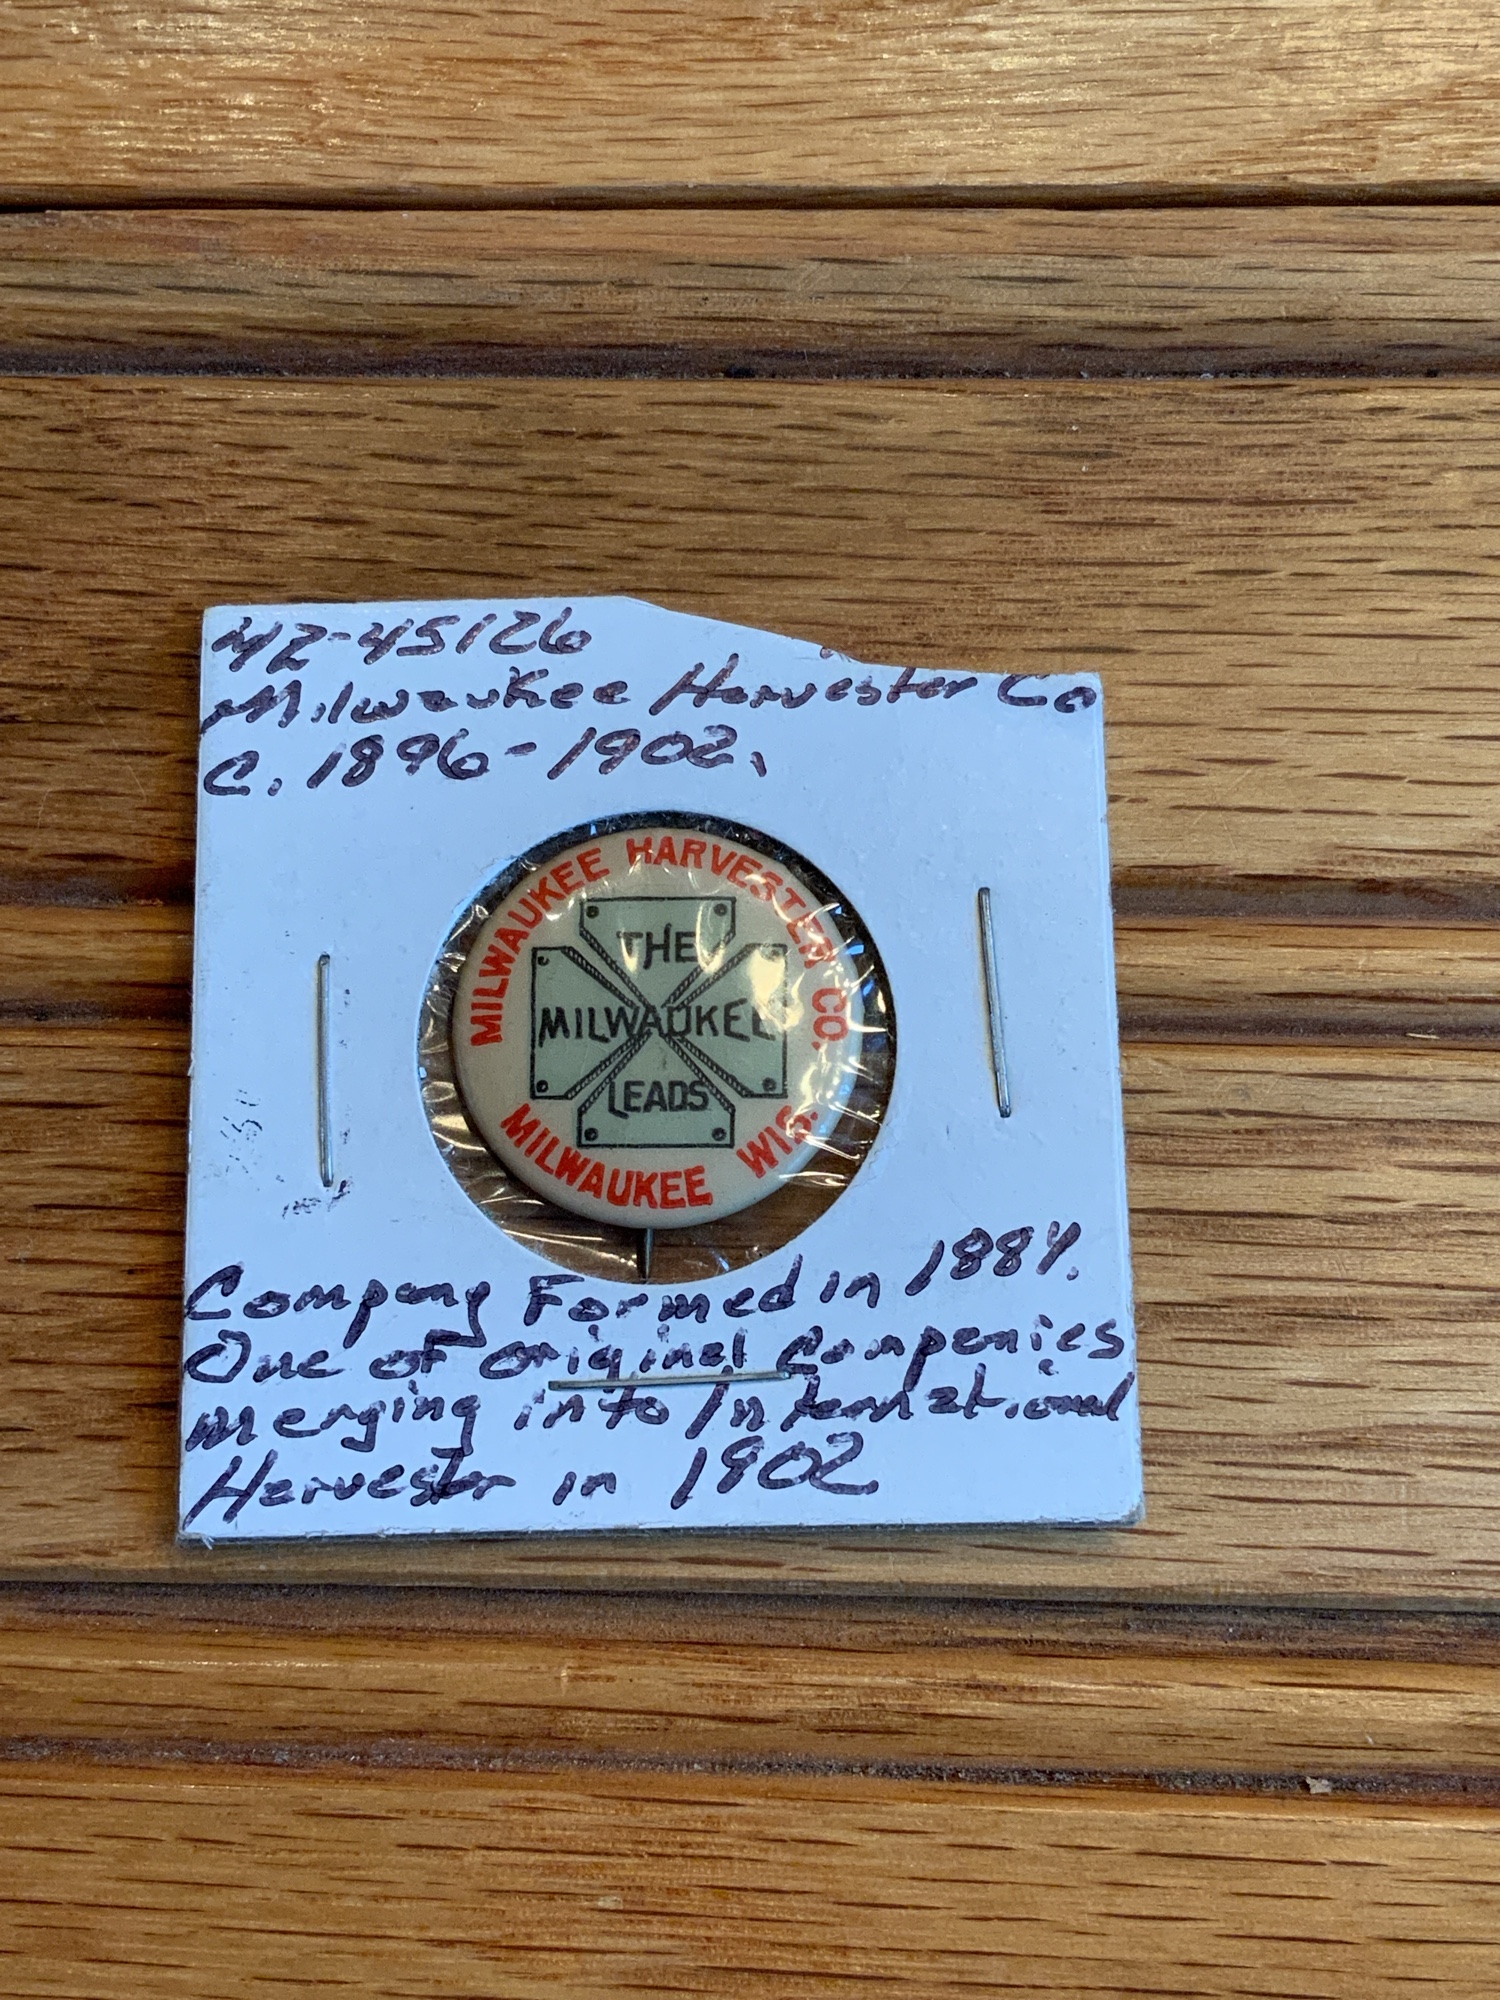 42-45126
Milwaukee Harvester Co
C. 1896-1902.
MILWAUKEE HARVESTER CO.
THE
MILWAUKEE
LEADS
MILWAUKEE WIS.
Company Formed in 1884.
One of original companies
merging into International
Harvester in 1902